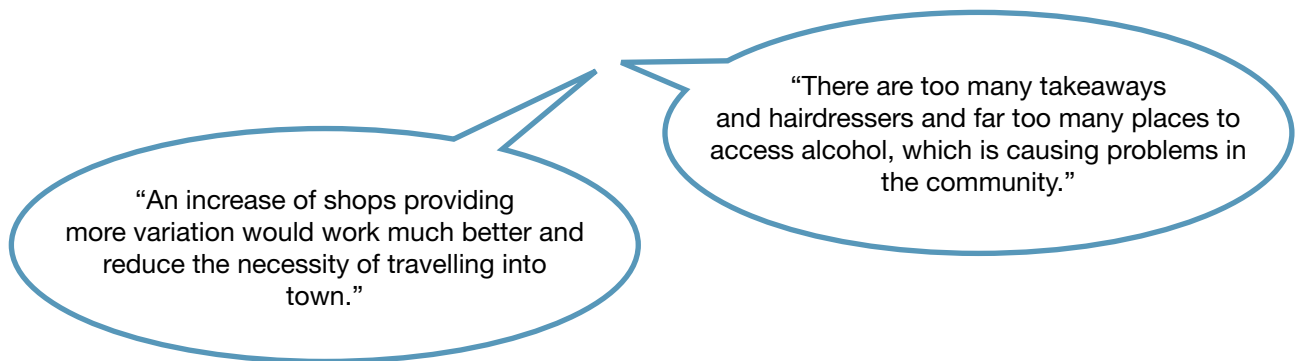 “There are too many takeaways
and hairdressers and far too many places to
access alcohol, which is causing problems in
the community.”
“An increase of shops providing
more variation would work much better and
reduce the necessity of travelling into
town.”